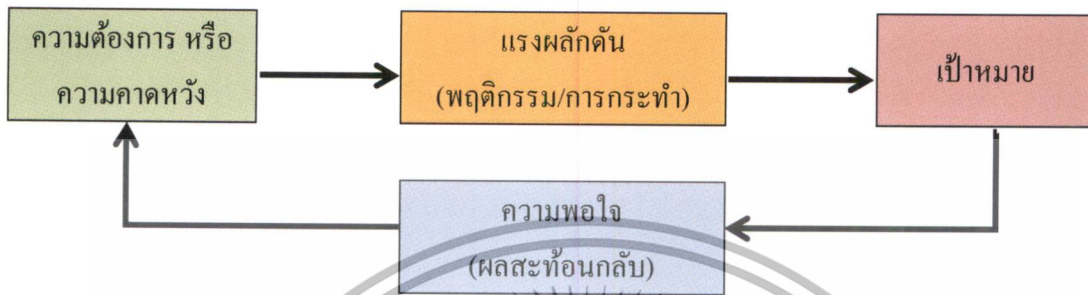 ความต้องการ หรือ
ความคาดหวัง
แรงผลักดัน
(พฤติกรรม/การกระทำ)
เป้าหมาย
ความพอใจ
(ผลสะท้อนกลับ)